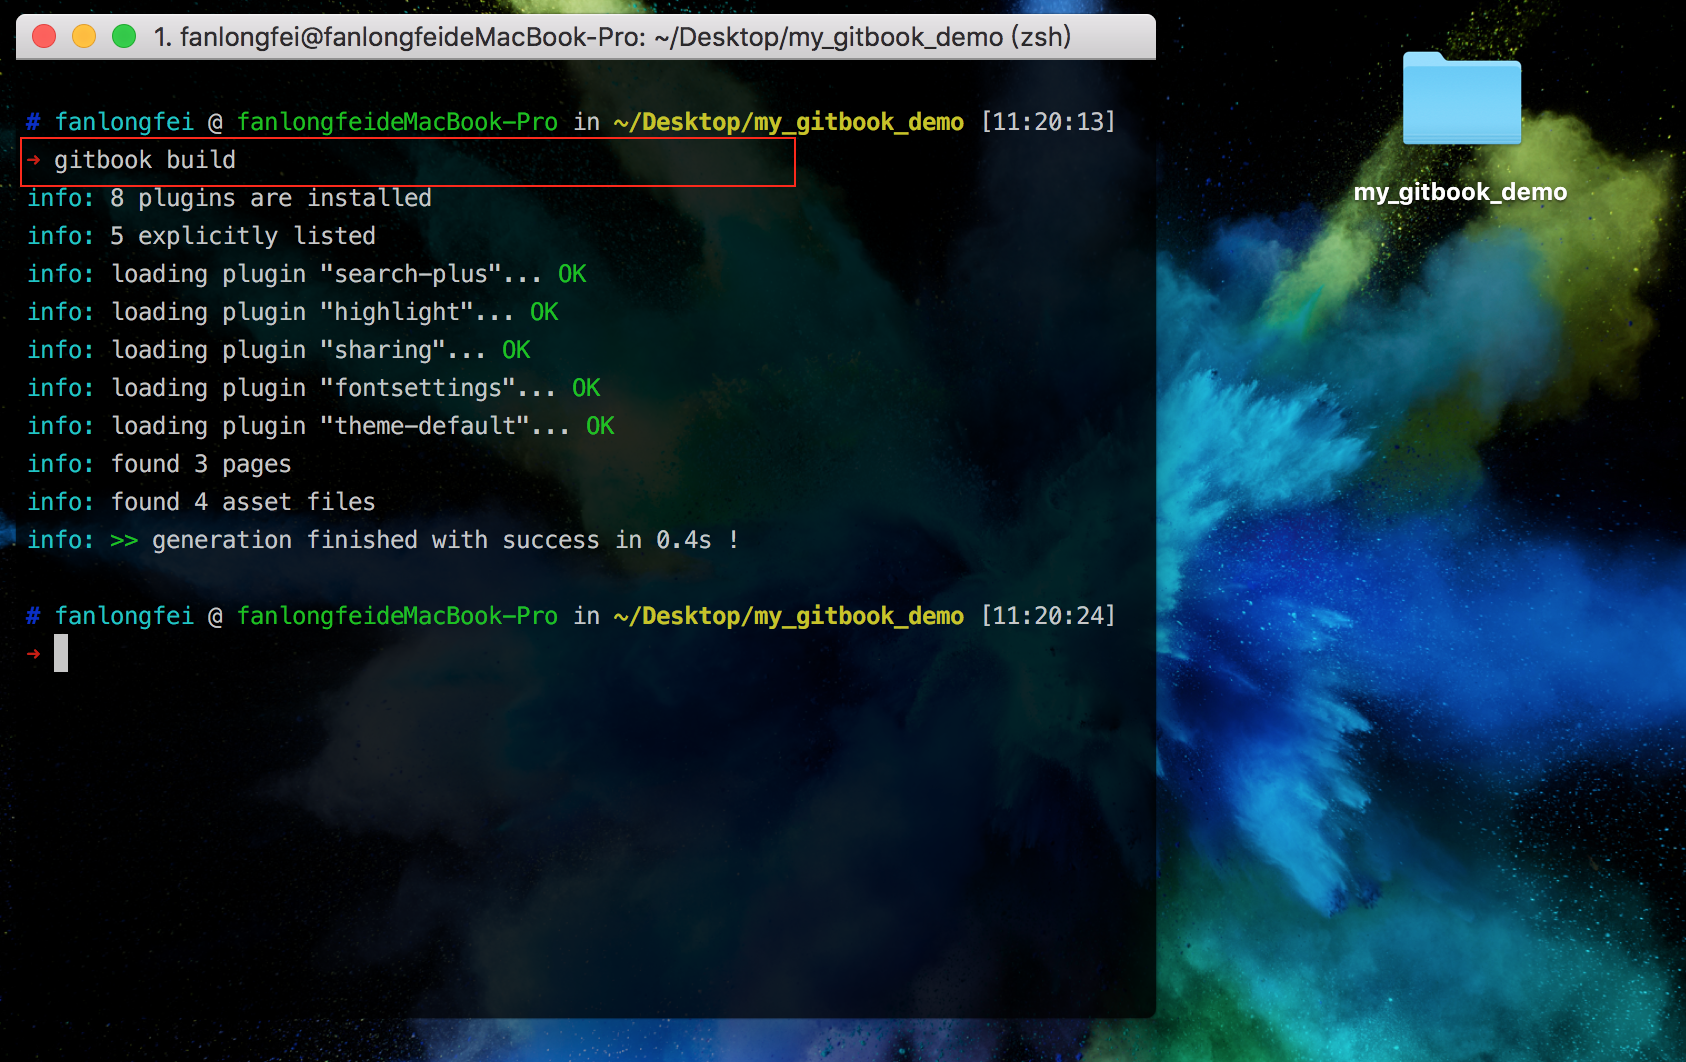 1. fanlongfei@fanlongfeideMacBook-Pro: ~/Desktop/my_gitbook_demo (zsh)
# fanlongfei @ fanlongfeideMacBook-Pro in ~/Desktop/my_gitbook_demo [11:20:13]
➜ gitbook build
info: 8 plugins are installed
info: 5 explicitly listed
info: loading plugin "search-plus"... OK
info: loading plugin "highlight"... OK
info: loading plugin "sharing"... OK
info: loading plugin "fontsettings"... OK
info: loading plugin "theme-default"... OK
info: found 3 pages
info: found 4 asset files
info: >> generation finished with success in 0.4s !
# fanlongfei @ fanlongfeideMacBook-Pro in ~/Desktop/my_gitbook_demo [11:20:24]
➜
my_gitbook_demo